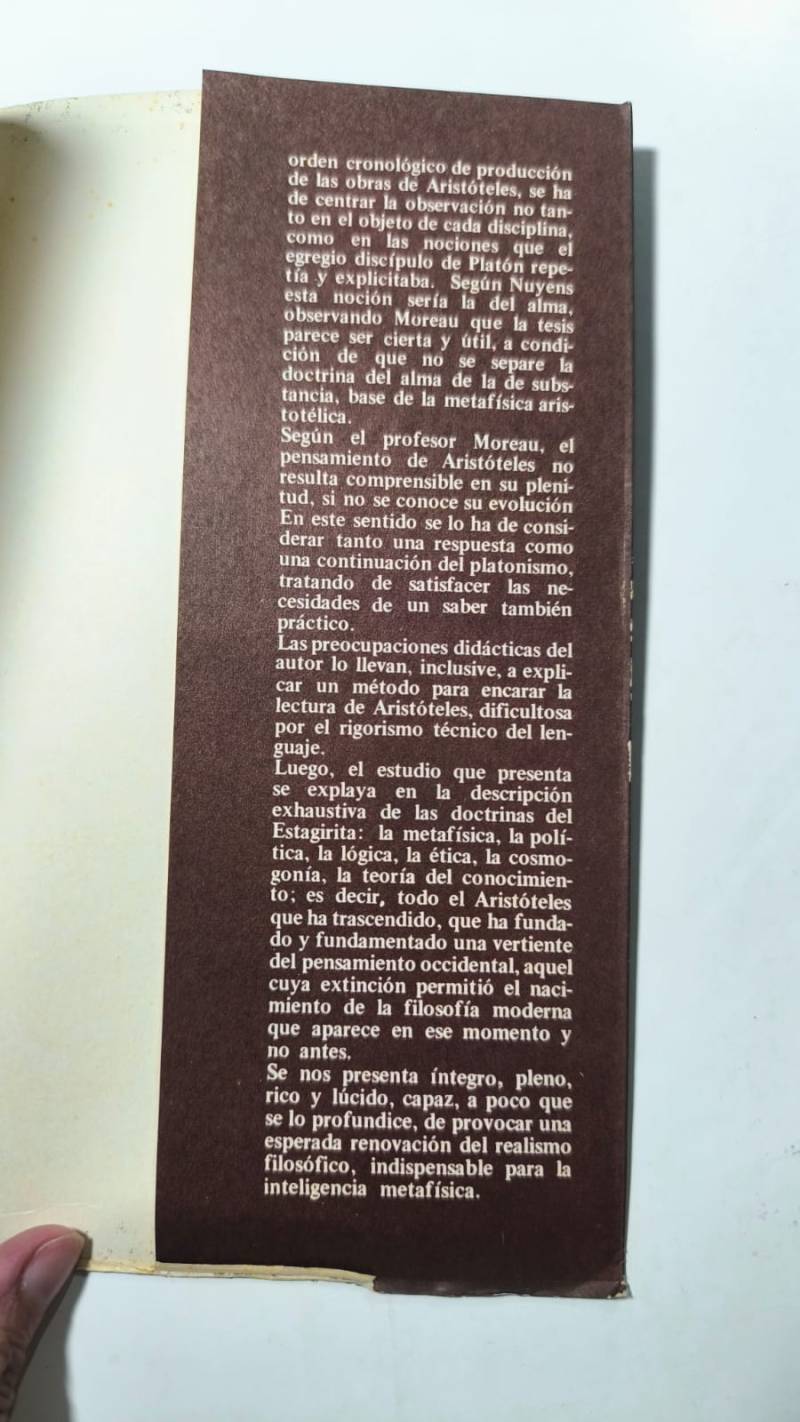 orden cronológico de producción
de las obras de Aristóteles, se ha
de centrar la observación no tan-
to en el objeto de cada disciplina,
como en las nociones que el
egregio discípulo de Platón repe-
tía y explicitaba. Según Nuyens
esta noción sería la del alma,
observando Moreau que la tesis
parece ser cierta y útil, a condi-
ción de que no se separe la
doctrina del alma de la de subs-
tancia, base de la metafísica aris-
totélica.
Según el profesor Moreau, el
pensamiento de Aristóteles no
resulta comprensible en su pleni-
tud, si no se conoce su evolución
En este sentido se lo ha de consi-
derar tanto una respuesta como
una continuación del platonismo,
tratando de satisfacer las ne-
cesidades de un saber también
práctico.
Las preocupaciones didácticas del
autor lo llevan, inclusive, a expli-
car un método para encarar la
lectura de Aristóteles, dificultosa
por el rigorismo técnico del len-
guaje.
Luego, el estudio que presenta
se explaya en la descripción
exhaustiva de las doctrinas del
Estagirita: la metafísica, la polí-
tica, la lógica, la ética, la cosmo-
gonía, la teoría del conocimien-
to; es decir, todo el Aristóteles
que ha trascendido, que ha funda-
do y fundamentado una vertiente
del pensamiento occidental, aquel
cuya extinción permitió el naci-
miento de la filosofía moderna
que aparece en ese momento y
no antes.
Se nos presenta íntegro, pleno,
rico y lúcido, capaz, a poco que
se lo profundice, de provocar una
esperada renovación del realismo
filosófico, indispensable para la
inteligencia metafísica.